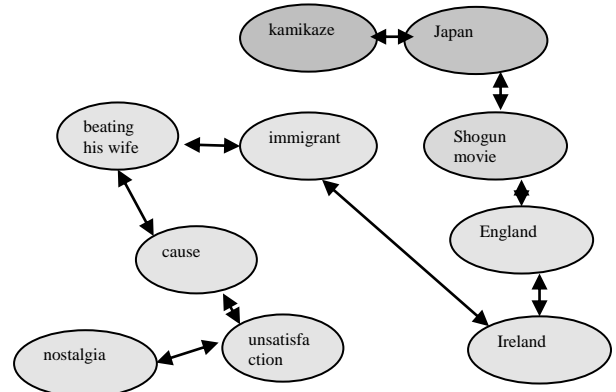 kamikaze
Japan
beating
his wife
immigrant
Shogun
movie
England
cause
unsatisfa
ction
Ireland
nostalgia